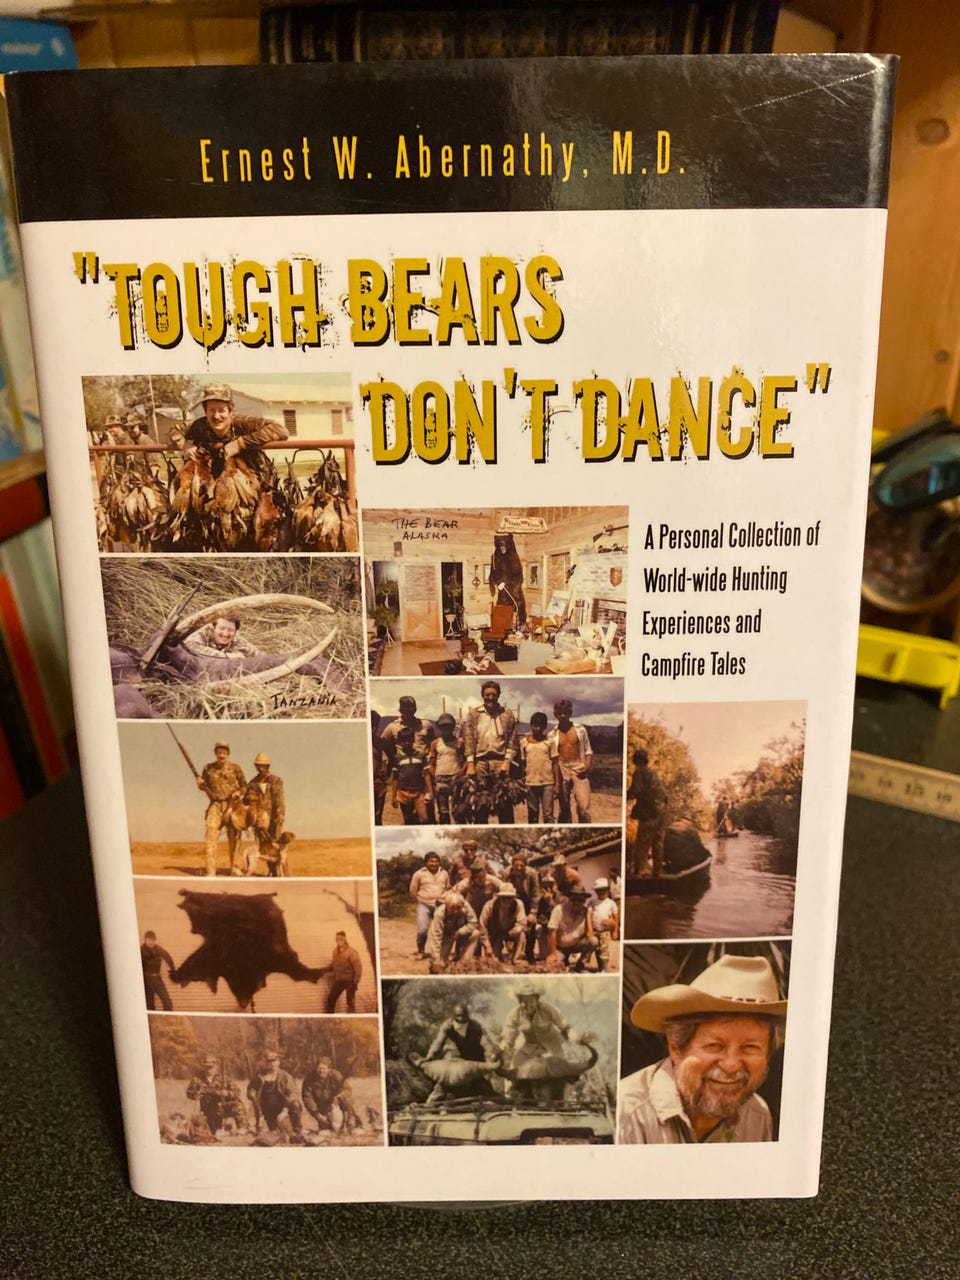 Ernest W. Abernathy, M.D.
"TOUGH BEARS
DON'T DANCE"
THE BEAR
ALASKA
A Personal Collection of
World-wide Hunting
Experiences and
Campfire Tales
TANZANIA